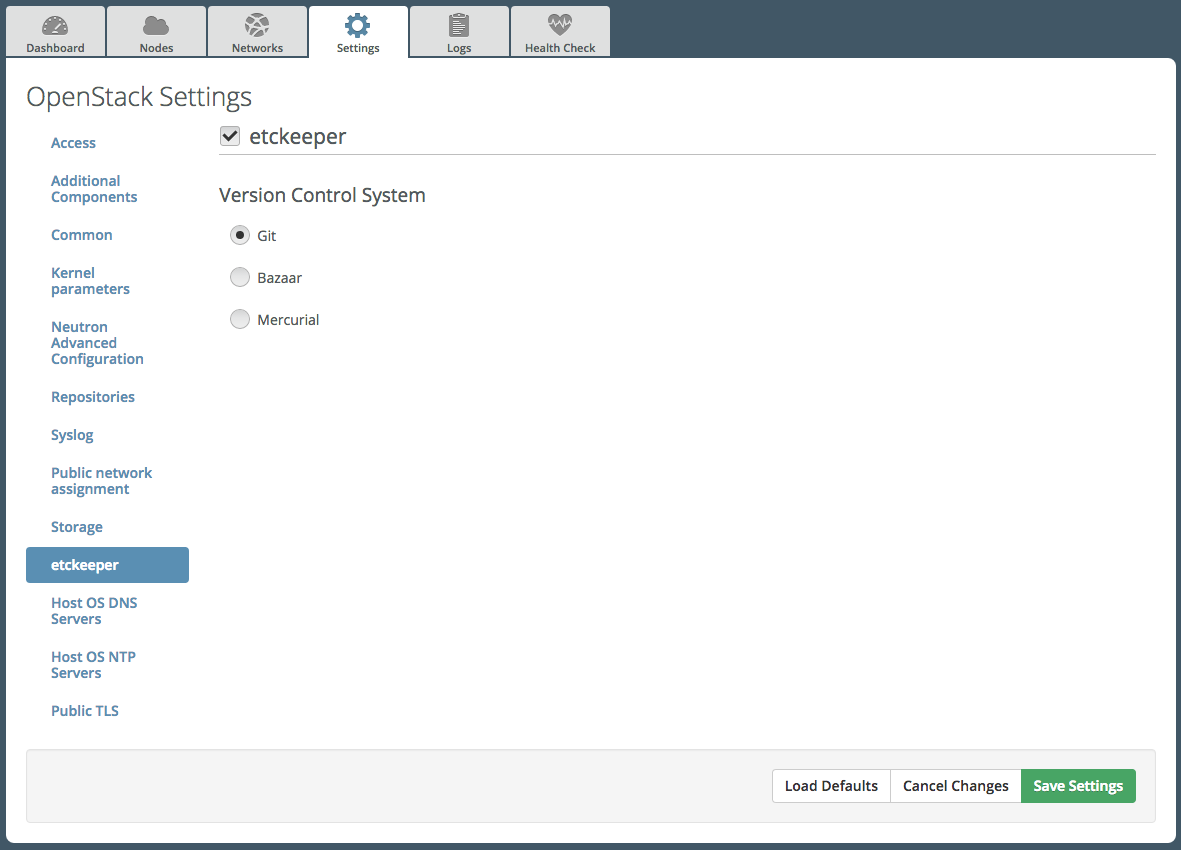 Dashboard
Nodes
Networks
Settings
Logs
Health Check
OpenStack Settings
Access
Additional
Components
Common
Kernel
parameters
Neutron
Advanced
Configuration
Repositories
Syslog
Public network
assignment
Storage
etckeeper
Host OS DNS
Servers
Host OS NTP
Servers
Public TLS
etckeeper
Version Control System
Git
Bazaar
Mercurial
Load Defaults
Cancel Changes
Save Settings